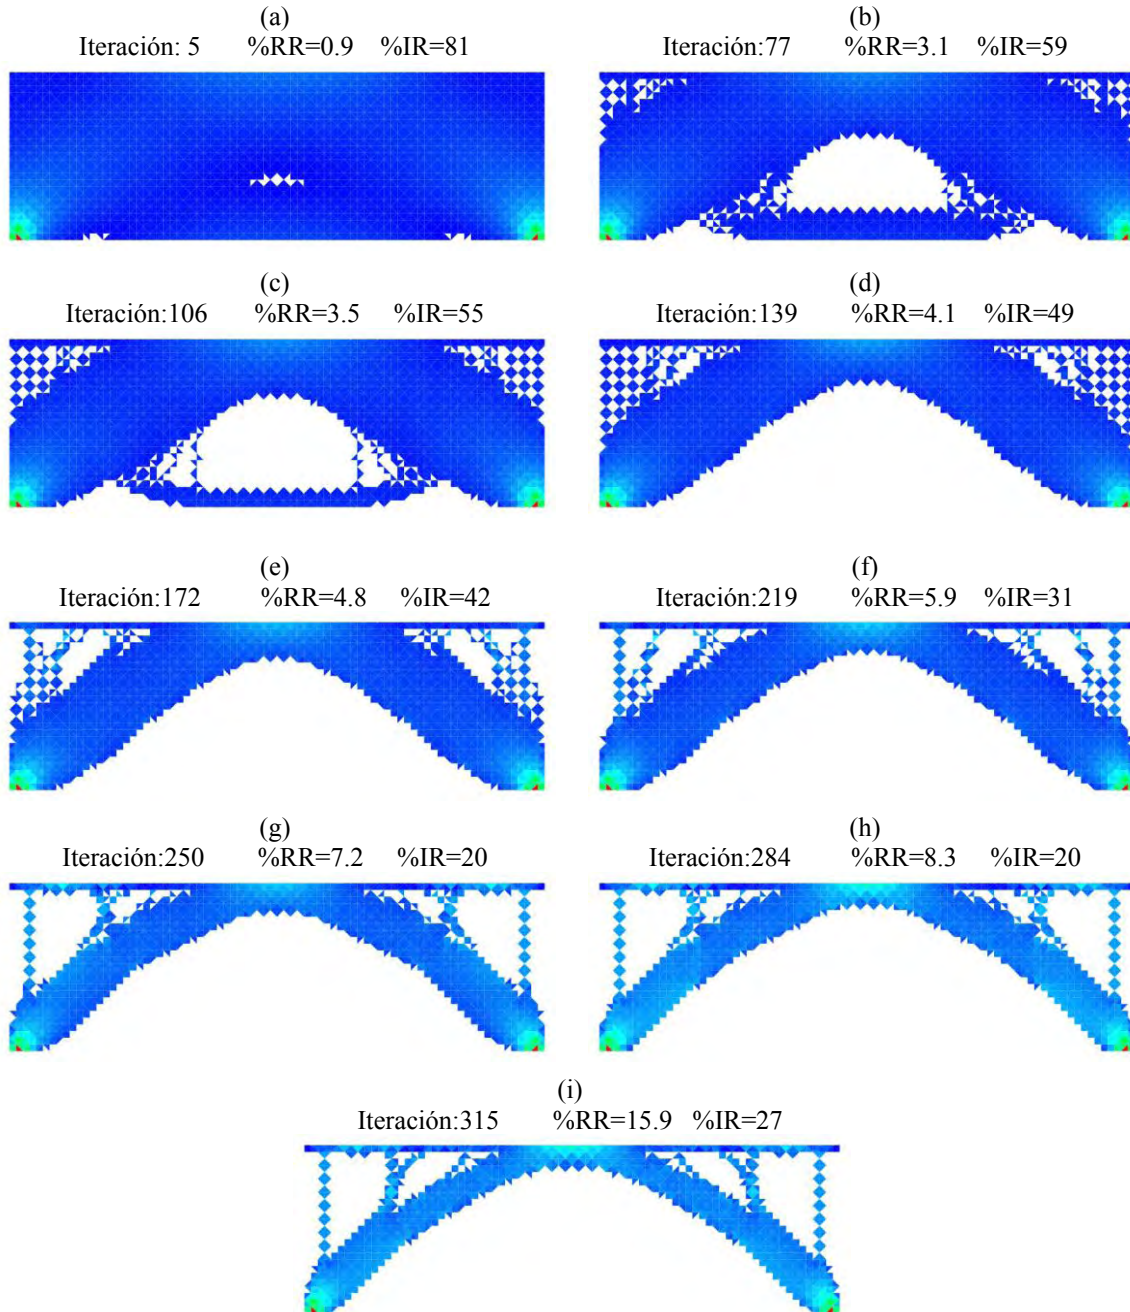 (a)
Iteración: 5 %RR=0.9 %IR=81
(b)
Iteración:77 %RR=3.1 %IR=59
(c)
Iteración:106 %RR=3.5 %IR=55
(d)
Iteración:139 %RR=4.1 %IR=49
(e)
Iteración:172 %RR=4.8 %IR=42
(f)
Iteración:219 %RR=5.9 %IR=31
(g)
Iteración:250 %RR=7.2 %IR=20
(h)
Iteración:284 %RR=8.3 %IR=20
(i)
Iteración:315 %RR=15.9 %IR=27